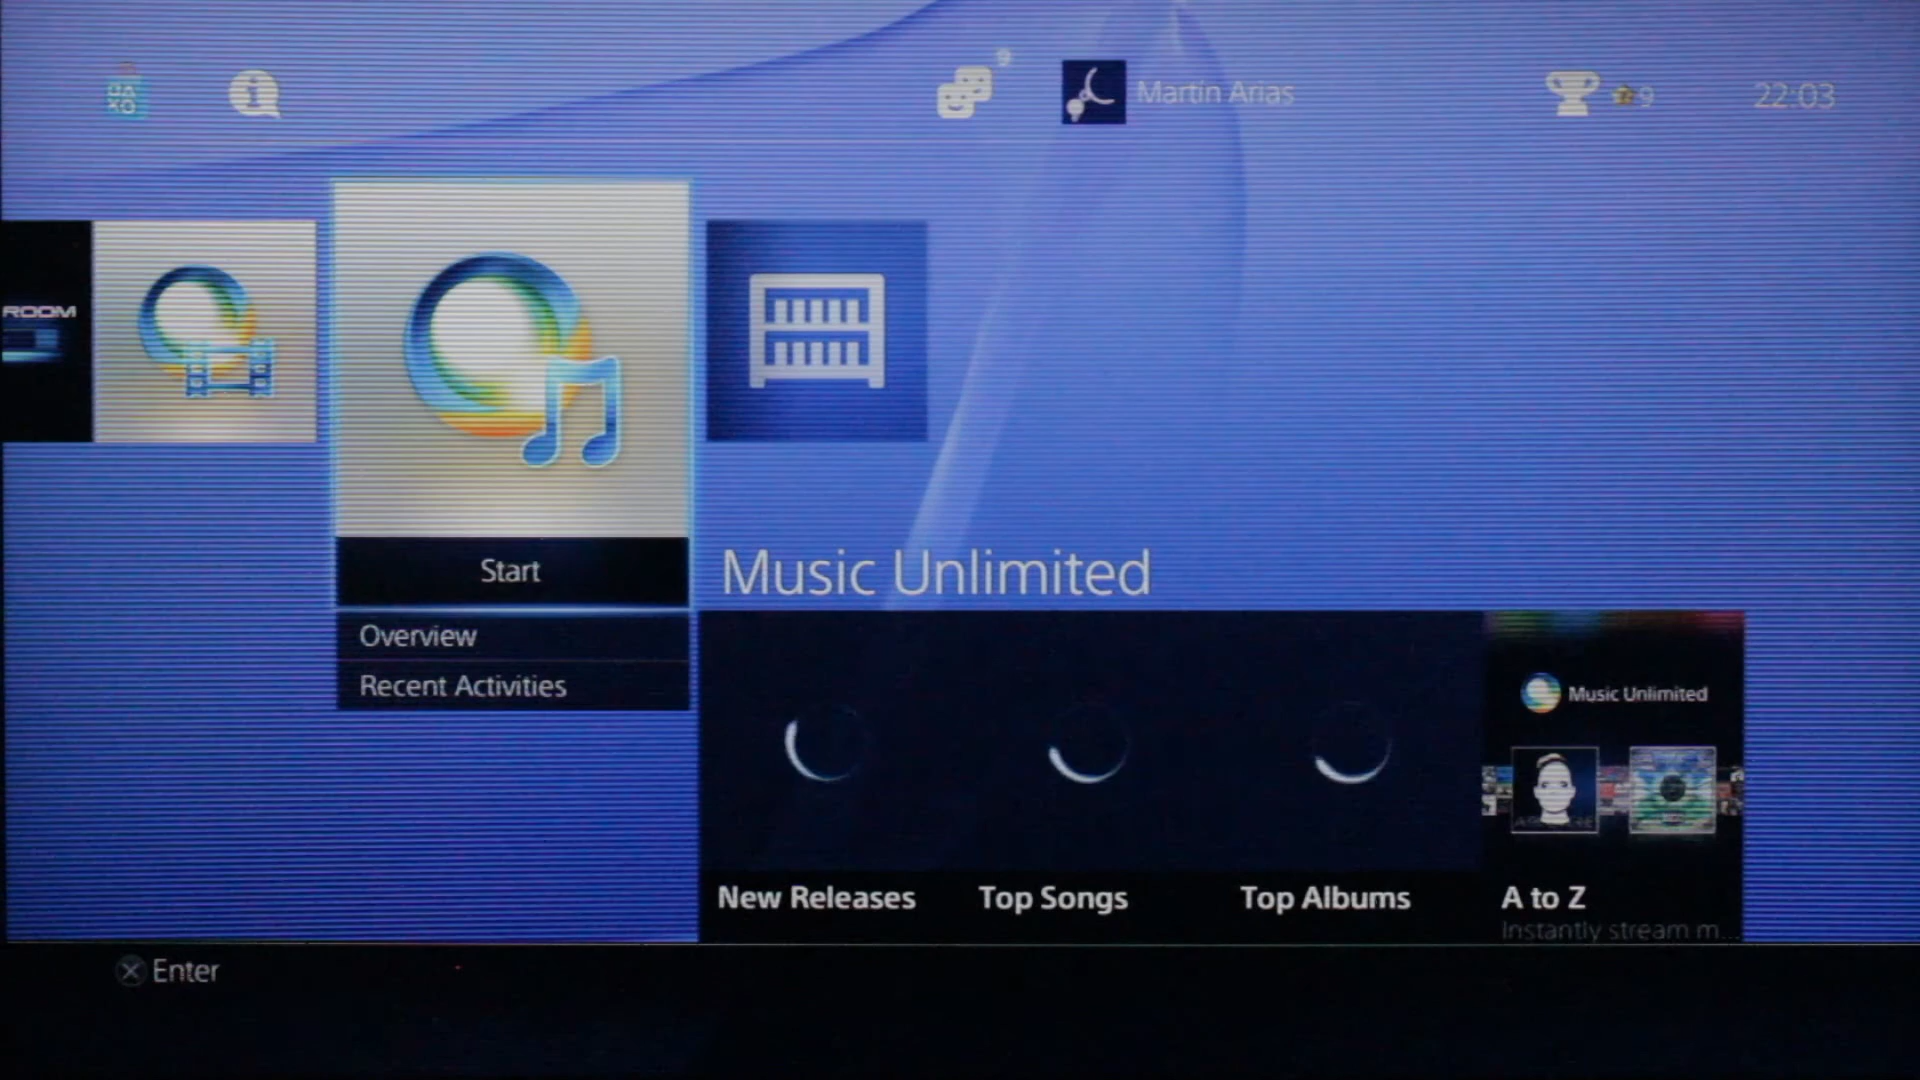 9
Martin Arias
9
22:03
ROOM
Start
Music Unlimited
Overview
Recent Activities
Music Unlimited
New Releases
Top Songs
Top Albums
A to Z
Instantly stream m...
Enter